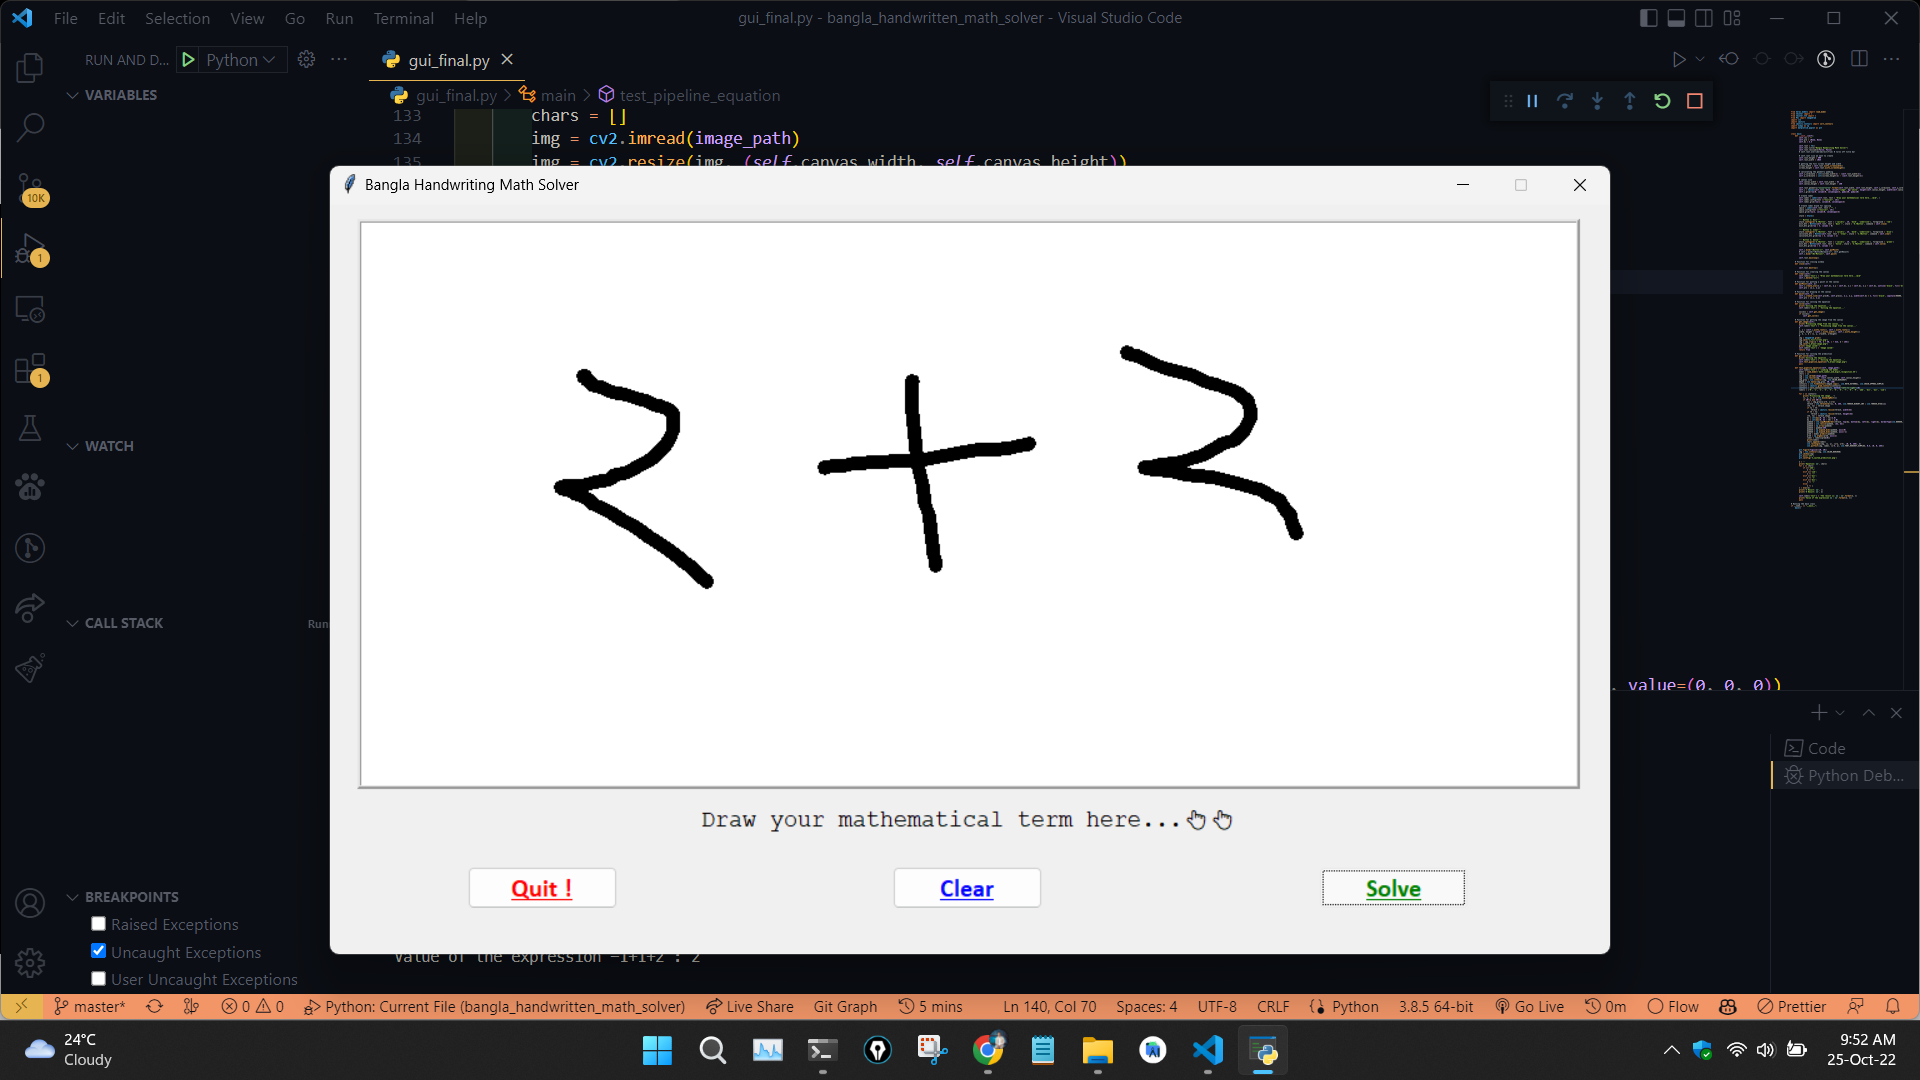 File Edit Selection View Go Run Terminal Help
gui_final.py - bangla_handwritten_math_solver - Visual Studio Code
RUN AND D... Python
gui_final.py
gui_final.py > main > test_pipeline_equation
VARIABLES
133 chars = []
134 img = cv2.imread(image_path)
135 img = cv2.resize(img, (self.canvas_width, self.canvas_height))
Bangla Handwriting Math Solver
10K
1
1
২ + ২
WATCH
CALL STACK
Run
, value=(0, 0, 0))
Code
Python Deb...
Draw your mathematical term here...👆👆
Quit ! Clear Solve
BREAKPOINTS
Raised Exceptions
Uncaught Exceptions
User Uncaught Exceptions
Value of the expression -1+1+2 : 2
master* 0 0 Python: Current File (bangla_handwritten_math_solver) Live Share Git Graph 5 mins Ln 140, Col 70 Spaces: 4 UTF-8 CRLF Python 3.8.5 64-bit Go Live 0m Flow Prettier
24°C
Cloudy
9:52 AM
25-Oct-22